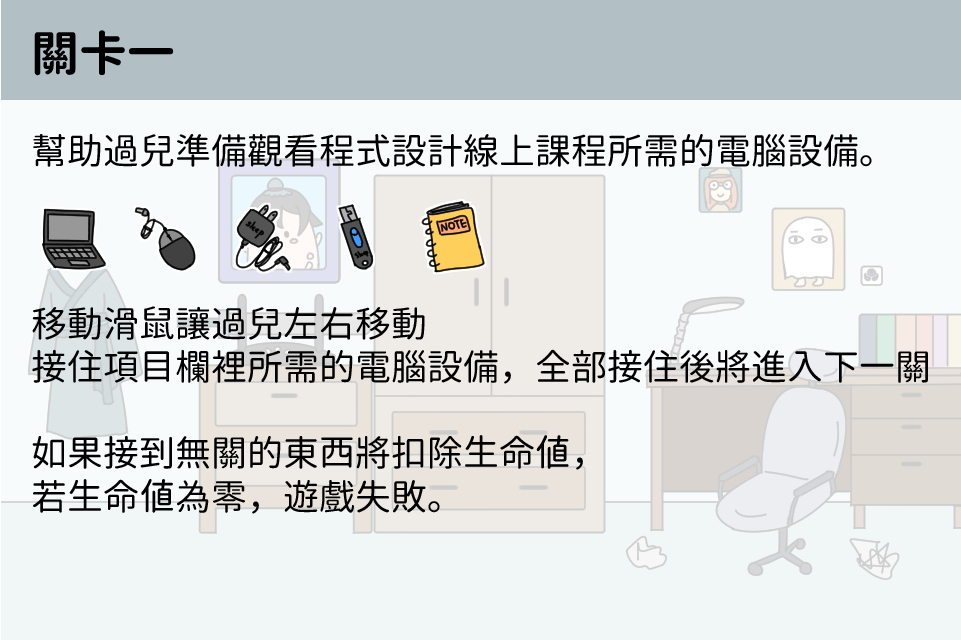 關卡一
幫助過兒準備觀看程式設計線上課程所需的電腦設備。
sleep
NOTE
移動滑鼠讓過兒左右移動
接住項目欄裡所需的電腦設備，全部接住後將進入下一關
如果接到無關的東西將扣除生命值，
若生命值為零，遊戲失敗。